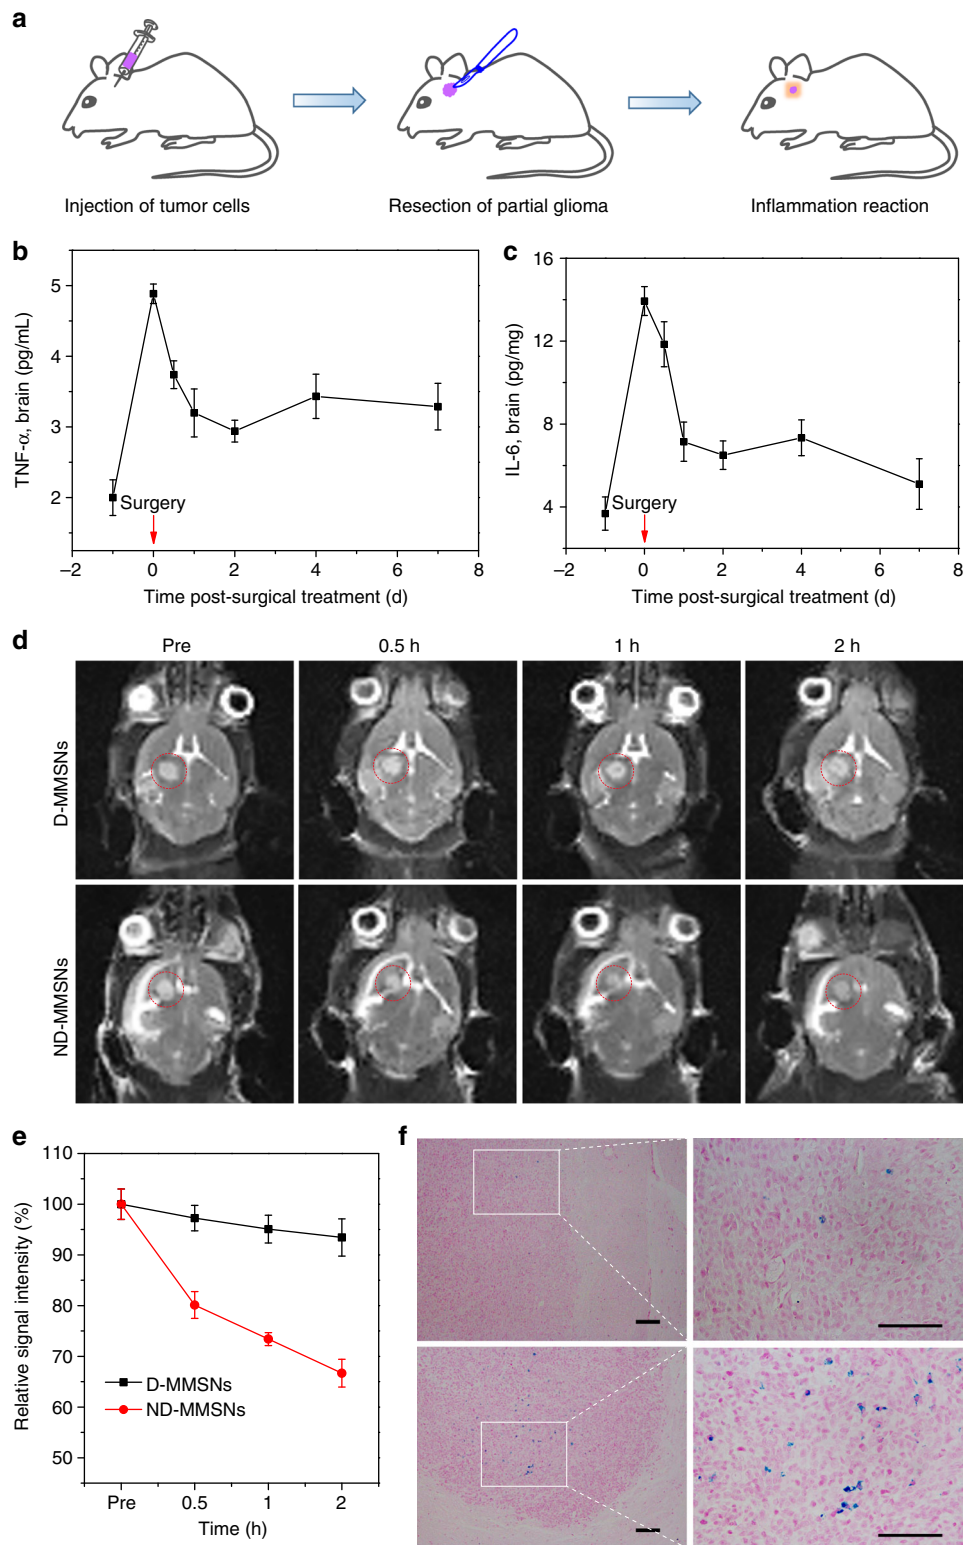 a
Injection of tumor cells
Resection of partial glioma
Inflammation reaction
b
TNF-α, brain (pg/mL)
5
4
3
2
Surgery
–2
0
2
4
6
8
Time post-surgical treatment (d)
c
IL-6, brain (pg/mg)
16
12
8
4
Surgery
–2
0
2
4
6
8
Time post-surgical treatment (d)
d
Pre
0.5 h
1 h
2 h
D-MMSNs
ND-MMSNs
e
Relative signal intensity (%)
110
100
90
80
70
60
50
D-MMSNs
ND-MMSNs
Pre
0.5
1
2
Time (h)
f